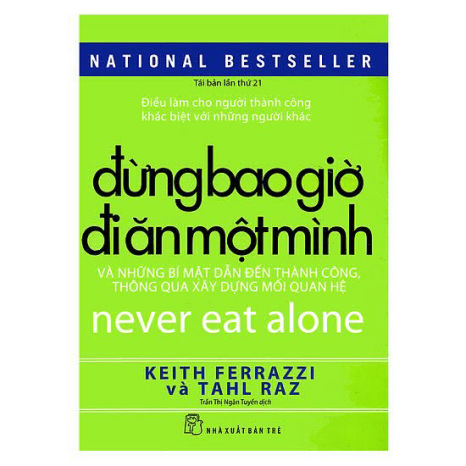 NATIONAL BESTSELLER
Tái bản lần thứ 21
Điều làm cho người thành công
khác biệt với những người khác
đừng bao giờ
đi ăn một mình
VÀ NHỮNG BÍ MẬT DẪN ĐẾN THÀNH CÔNG,
THÔNG QUA XÂY DỰNG MỐI QUAN HỆ
never eat alone
KEITH FERRAZZI
và TAHL RAZ
Trần Thị Ngân Tuyến dịch
NHÀ XUẤT BẢN TRẺ